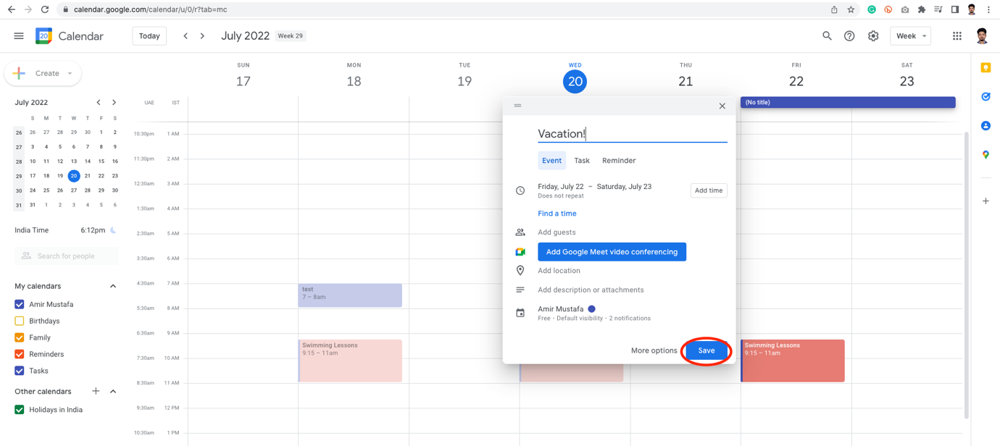 calendar.google.com/calendar/u/0/r?tab=mc
20 Calendar Today July 2022 Week 29 Week
Create
SUN MON TUE WED THU FRI SAT
17 18 19 20 21 22 23
UAE IST
(No title)
July 2022
S M T W T F S
26 26 27 28 29 30 1 2
27 3 4 5 6 7 8 9
28 10 11 12 13 14 15 16
29 17 18 19 20 21 22 23
30 24 25 26 27 28 29 30
31 31 1 2 3 4 5 6
India Time 6:12pm
Search for people
My calendars
Amir Mustafa
Birthdays
Family
Reminders
Tasks
Other calendars
Holidays in India
10:30pm 1 AM
11:30pm 2 AM
12:30am 3 AM
1:30am 4 AM
2:30am 5 AM
3:30am 6 AM
4:30am 7 AM
5:30am 8 AM
6:30am 9 AM
7:30am 10 AM
8:30am 11 AM
9:30am 12 PM
10:30am 1 PM
test
7 – 8am
Swimming Lessons
9:15 – 11am
Vacation!
Event Task Reminder
Friday, July 22 – Saturday, July 23 Add time
Does not repeat
Find a time
Add guests
Add Google Meet video conferencing
Add location
Add description or attachments
Amir Mustafa
Free · Default visibility · 2 notifications
More options Save
Swimming Lessons
9:15 – 11am